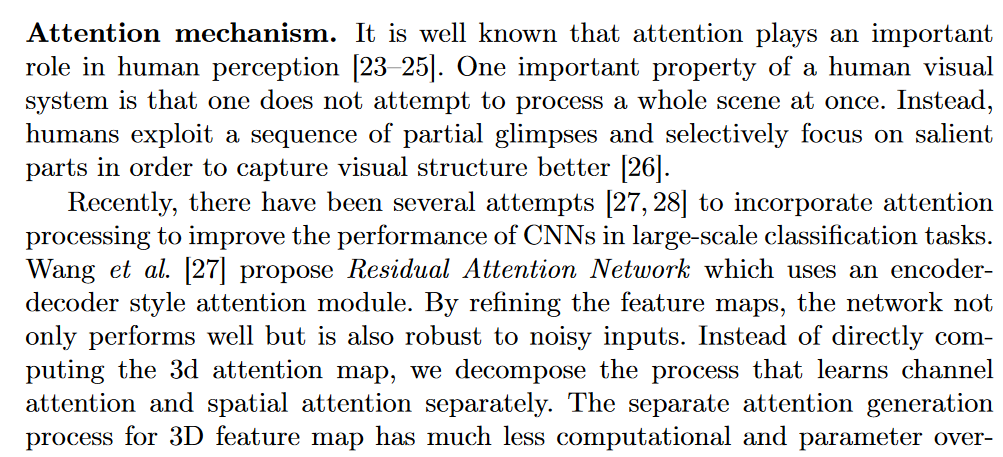 Attention mechanism. It is well known that attention plays an important
role in human perception [23–25]. One important property of a human visual
system is that one does not attempt to process a whole scene at once. Instead,
humans exploit a sequence of partial glimpses and selectively focus on salient
parts in order to capture visual structure better [26].
Recently, there have been several attempts [27, 28] to incorporate attention
processing to improve the performance of CNNs in large-scale classification tasks.
Wang et al. [27] propose Residual Attention Network which uses an encoder-
decoder style attention module. By refining the feature maps, the network not
only performs well but is also robust to noisy inputs. Instead of directly com-
puting the 3d attention map, we decompose the process that learns channel
attention and spatial attention separately. The separate attention generation
process for 3D feature map has much less computational and parameter over-